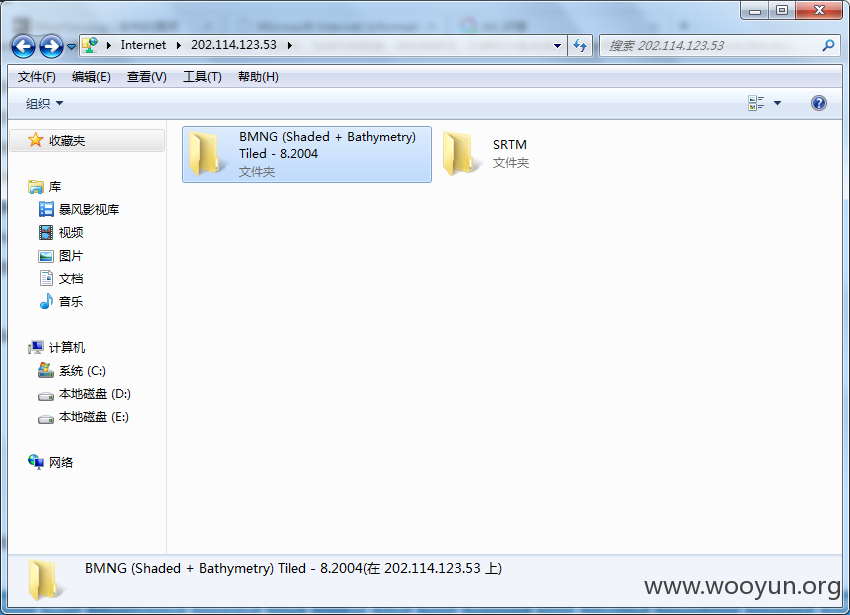 Internet
202.114.123.53
搜索 202.114.123.53
文件(F) 编辑(E) 查看(V) 工具(T) 帮助(H)
组织
收藏夹
库
暴风影视库
视频
图片
文档
音乐
计算机
系统 (C:)
本地磁盘 (D:)
本地磁盘 (E:)
网络
BMNG (Shaded + Bathymetry)
Tiled - 8.2004
文件夹
SRTM
文件夹
BMNG (Shaded + Bathymetry) Tiled - 8.2004(在 202.114.123.53 上)
www.wooyun.org